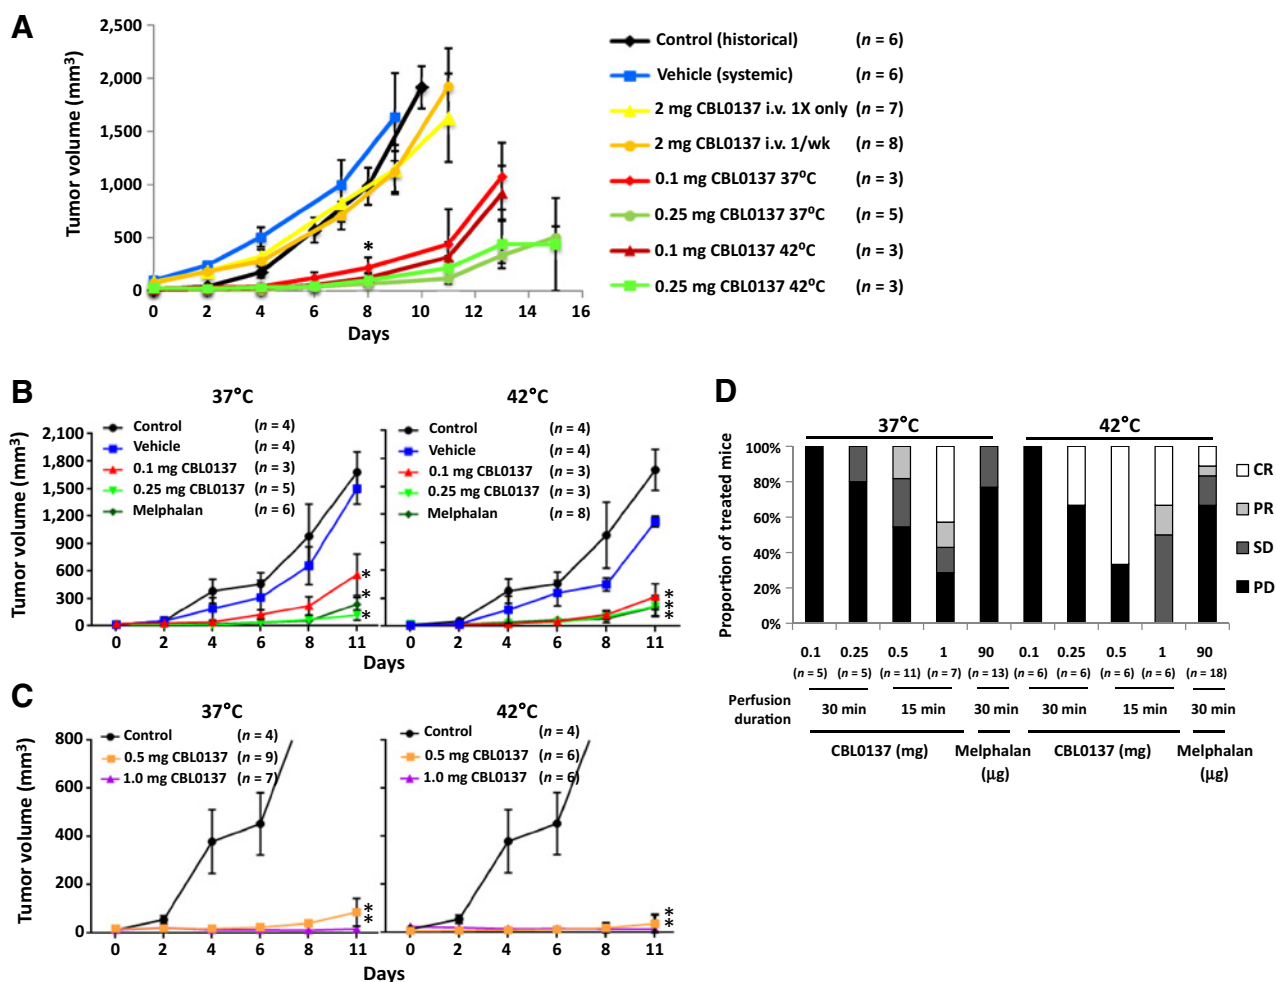 A
Tumor volume (mm³)
2,500
2,000
1,500
1,000
500
0
0 2 4 6 8 10 12 14 16
Days
*
Control (historical) (n = 6)
Vehicle (systemic) (n = 6)
2 mg CBL0137 i.v. 1X only (n = 7)
2 mg CBL0137 i.v. 1/wk (n = 8)
0.1 mg CBL0137 37°C (n = 3)
0.25 mg CBL0137 37°C (n = 5)
0.1 mg CBL0137 42°C (n = 3)
0.25 mg CBL0137 42°C (n = 3)
B
37°C
Tumor volume (mm³)
2,100
1,800
1,500
1,200
900
600
300
0
Control (n = 4)
Vehicle (n = 4)
0.1 mg CBL0137 (n = 3)
0.25 mg CBL0137 (n = 5)
Melphalan (n = 6)
*
*
*
0 2 4 6 8 11
42°C
Control (n = 4)
Vehicle (n = 4)
0.1 mg CBL0137 (n = 3)
0.25 mg CBL0137 (n = 3)
Melphalan (n = 8)
*
*
*
0 2 4 6 8 11
Days
C
37°C
Tumor volume (mm³)
800
600
400
200
0
Control (n = 4)
0.5 mg CBL0137 (n = 9)
1.0 mg CBL0137 (n = 7)
*
*
0 2 4 6 8 11
42°C
Control (n = 4)
0.5 mg CBL0137 (n = 6)
1.0 mg CBL0137 (n = 6)
*
*
0 2 4 6 8 11
Days
D
37°C 42°C
Proportion of treated mice
100%
80%
60%
40%
20%
0%
CR
PR
SD
PD
0.1 0.25 0.5 1 90 0.1 0.25 0.5 1 90
(n = 5) (n = 5) (n = 11) (n = 7) (n = 13) (n = 6) (n = 6) (n = 6) (n = 6) (n = 18)
Perfusion duration
30 min 15 min 30 min 30 min 15 min 30 min
CBL0137 (mg) Melphalan (µg) CBL0137 (mg) Melphalan (µg)